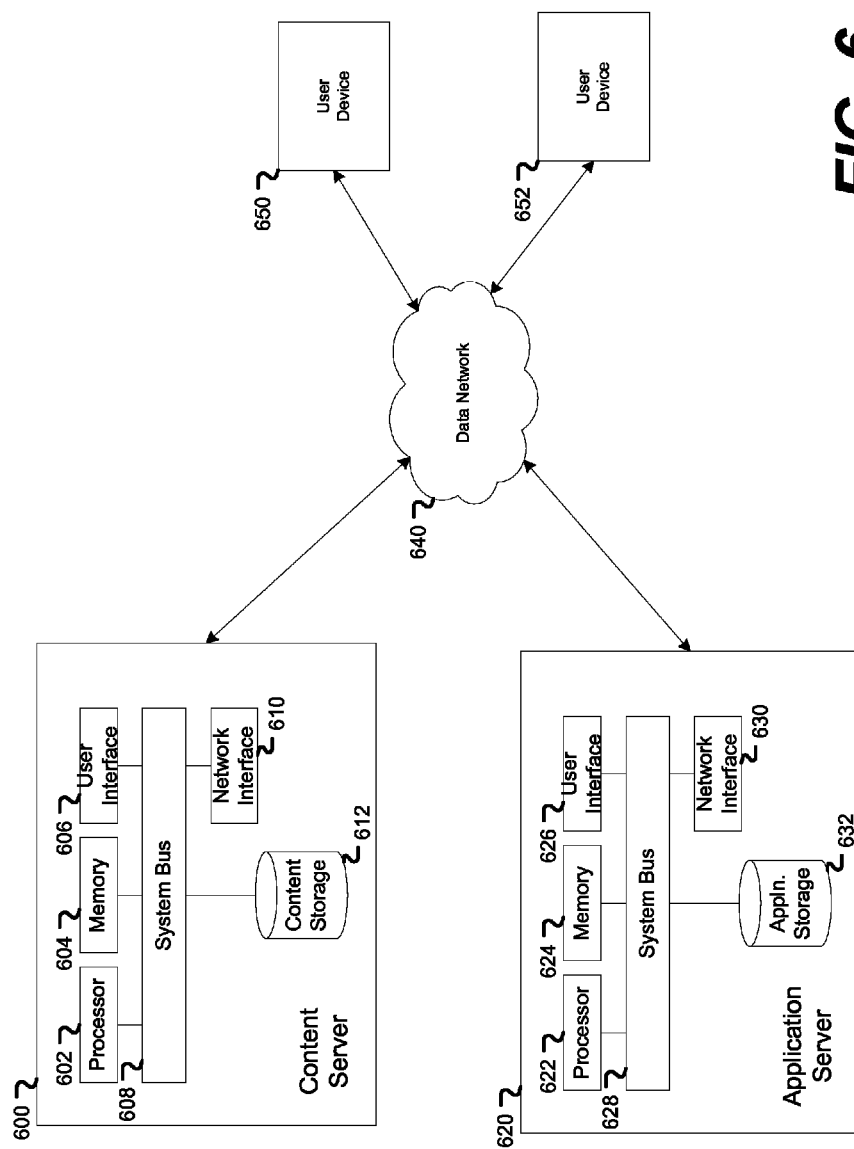 600
602
Processor
604
Memory
606
User
Interface
608
System Bus
Content
Server
Content
Storage
612
Network
Interface
610
620
622
Processor
624
Memory
626
User
Interface
628
System Bus
Application
Server
Appln.
Storage
632
Network
Interface
630
640
Data Network
650
User
Device
652
User
Device
FIG. 6